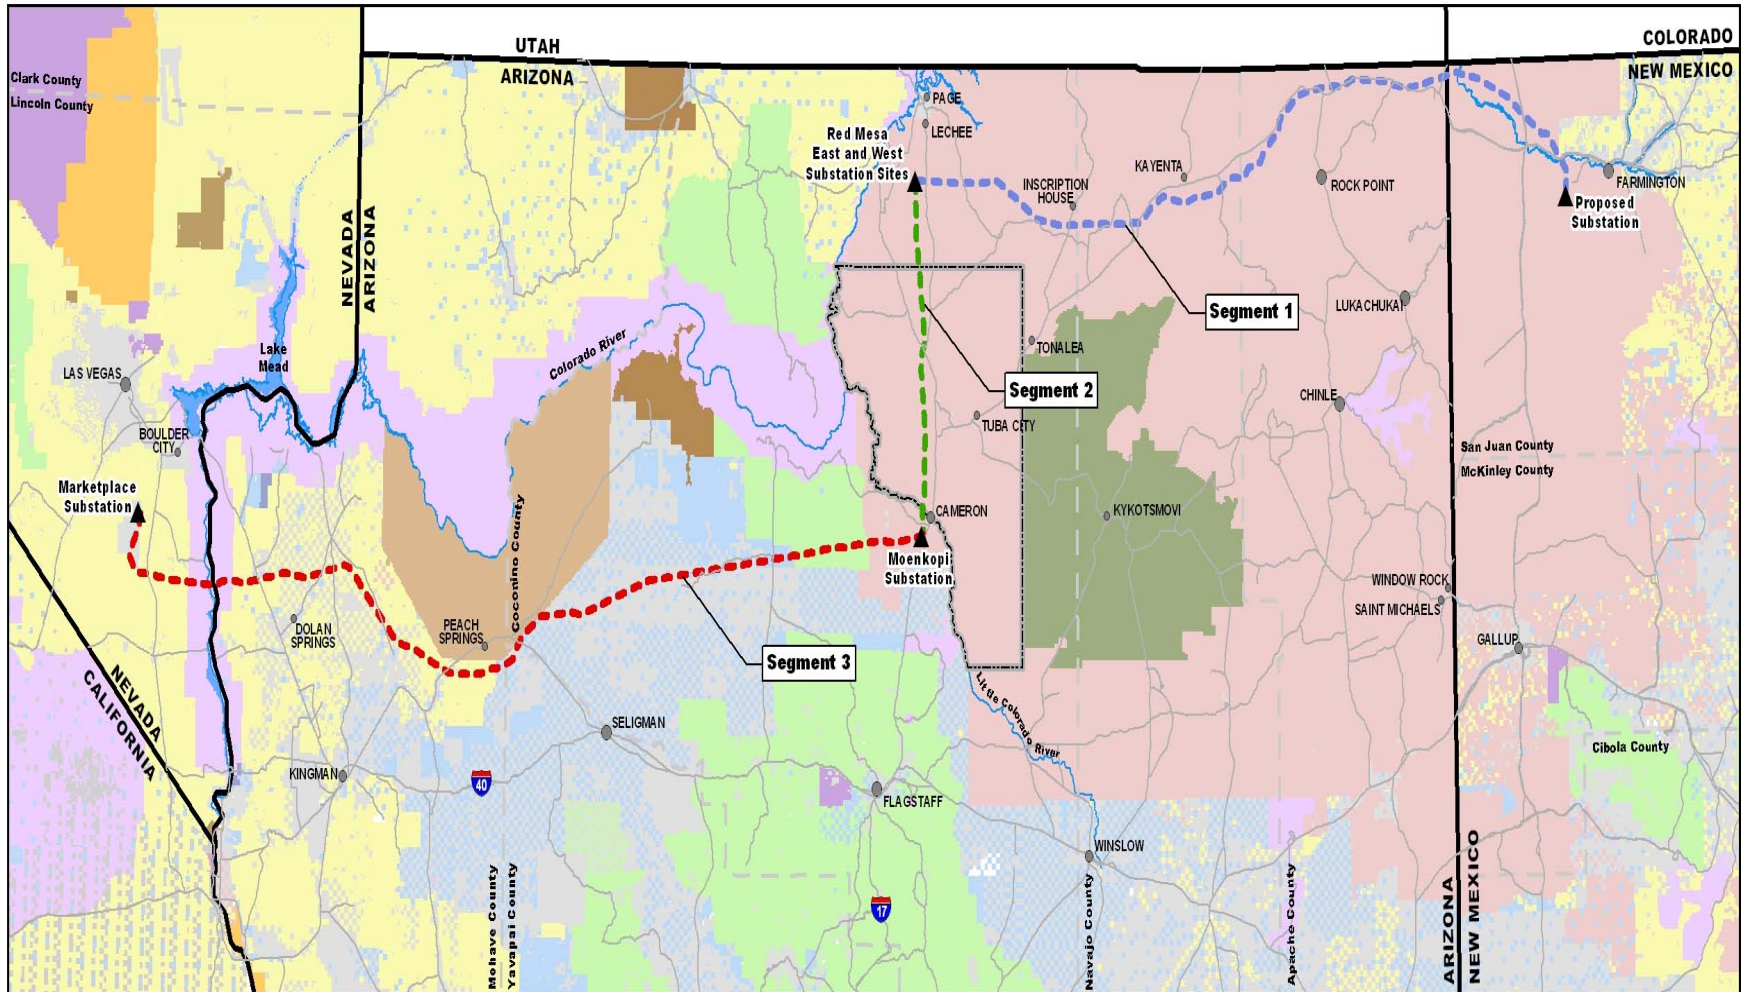 UTAH
ARIZONA
COLORADO
NEW MEXICO
Clark County
Lincoln County
PAGE
LECHEE
Red Mesa
East and West
Substation Sites
INSCRIPTION
HOUSE
KAYENTA
ROCK POINT
FARMINGTON
Proposed
Substation
NEVADA
ARIZONA
Segment 1
LUKACHUKAI
Lake
Mead
Colorado River
TONALEA
LAS VEGAS
Segment 2
CHINLE
TUBA CITY
BOULDER
CITY
San Juan County
McKinley County
Marketplace
Substation
Coconino County
CAMERON
KYKOTSMOVI
Moenkopi
Substation
WINDOW ROCK
SAINT MICHAELS
DOLAN
SPRINGS
PEACH
SPRINGS
GALLUP
Segment 3
NEVADA
CALIFORNIA
Little Colorado River
SELIGMAN
Cibola County
KINGMAN
40
FLAGSTAFF
WINSLOW
17
Mohave County
Yavapai County
Navajo County
Apache County
ARIZONA
NEW MEXICO